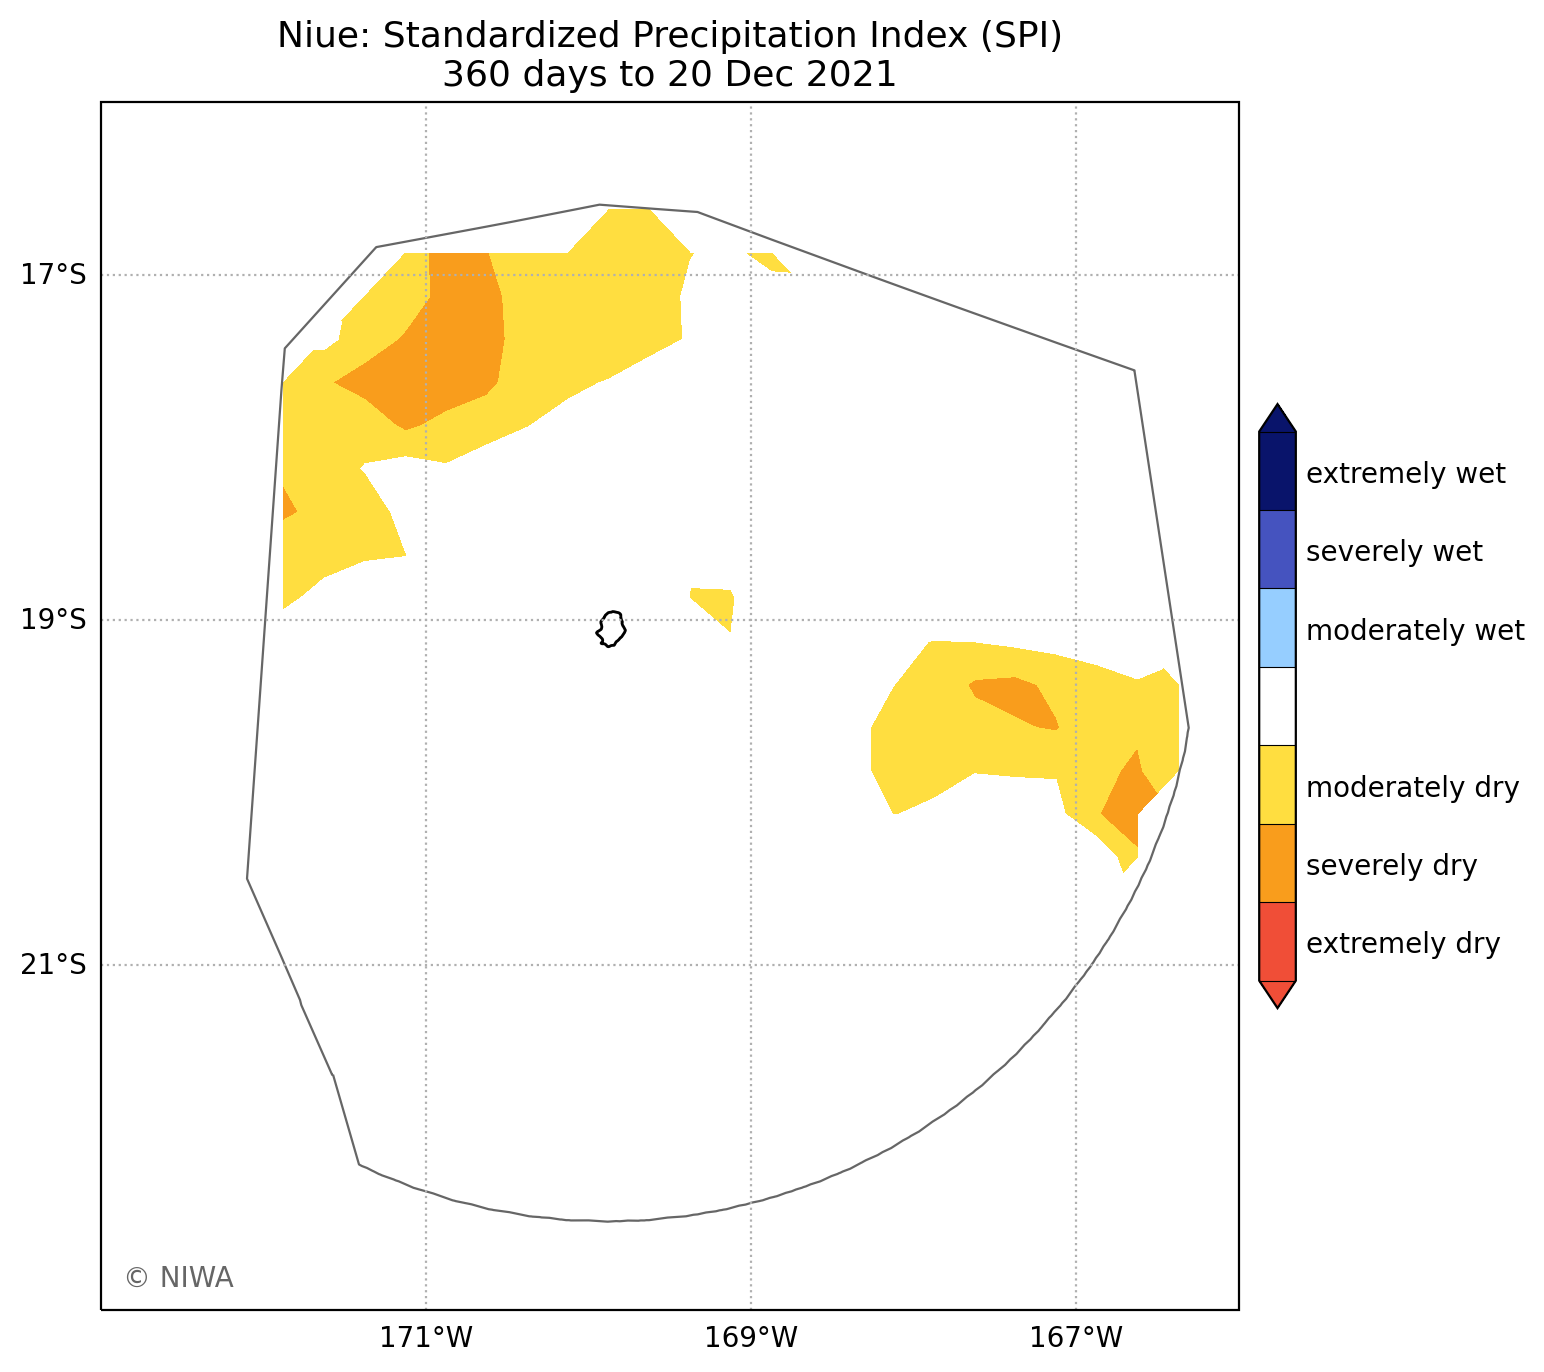 Niue: Standardized Precipitation Index (SPI)
360 days to 20 Dec 2021
17°S
19°S
21°S
171°W
169°W
167°W
extremely wet
severely wet
moderately wet
moderately dry
severely dry
extremely dry
© NIWA